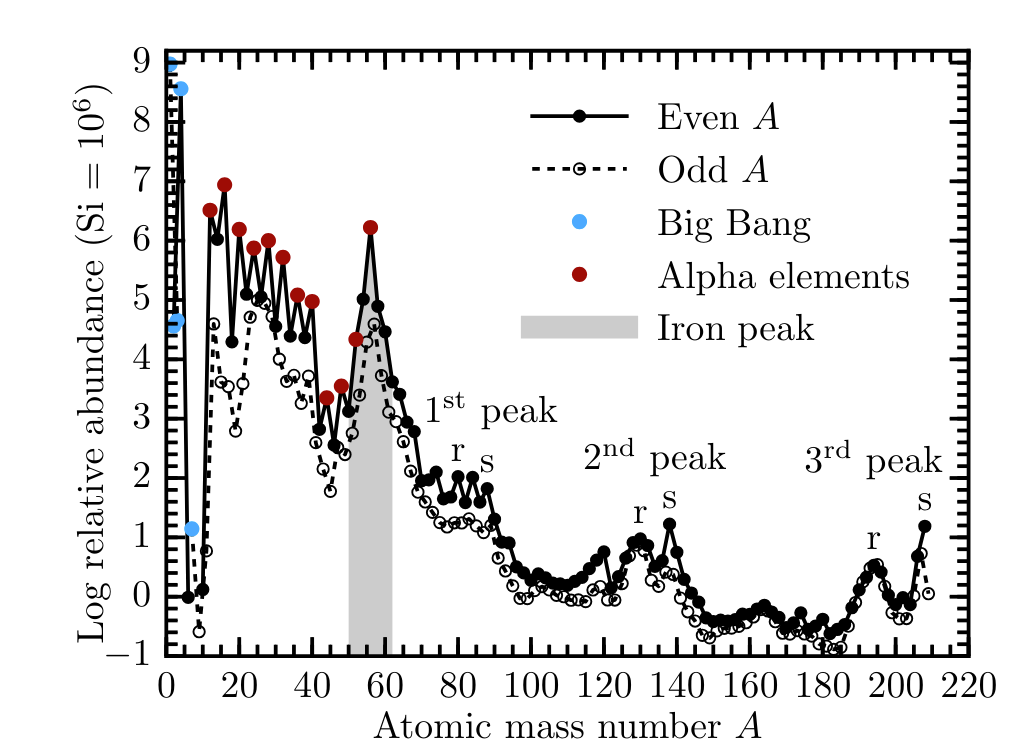 Log relative abundance (Si = 10⁶)
9
8
7
6
5
4
3
2
1
0
−1
Even A
Odd A
Big Bang
Alpha elements
Iron peak
1ˢᵗ peak
r
s
2ⁿᵈ peak
r
s
3ʳᵈ peak
r
s
0 20 40 60 80 100 120 140 160 180 200 220
Atomic mass number A